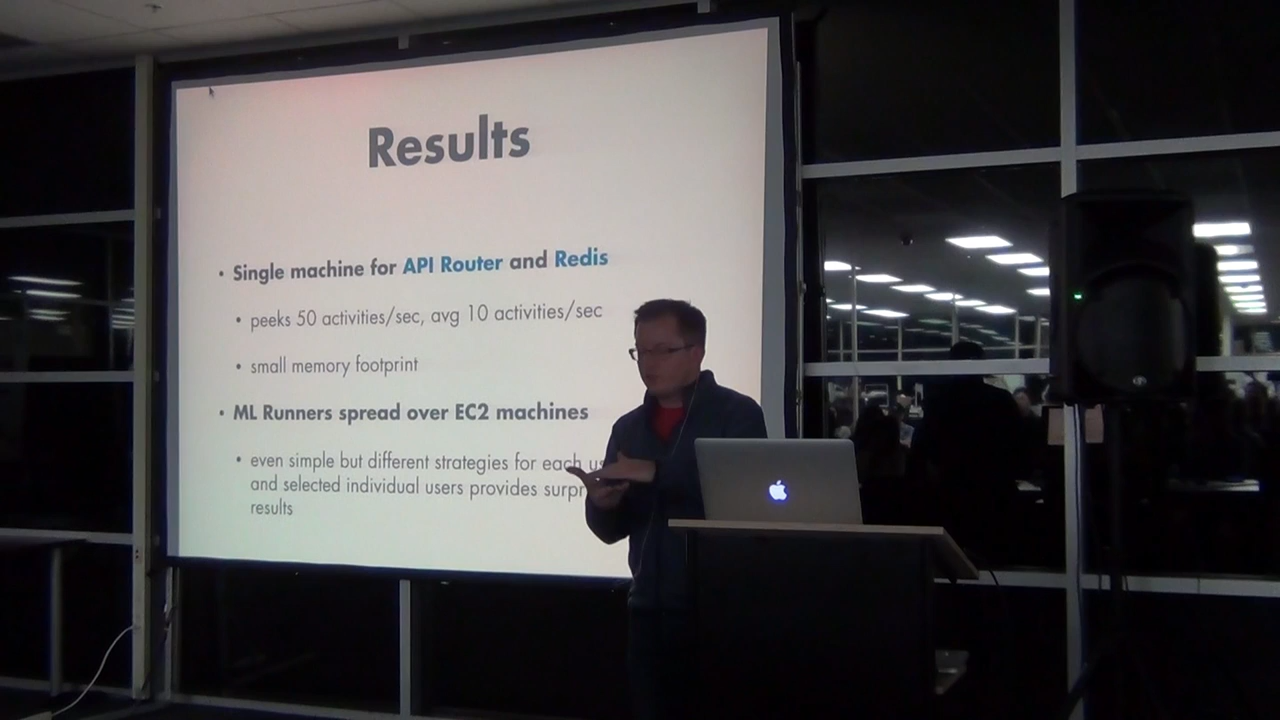 Results
• Single machine for API Router and Redis
• peeks 50 activities/sec, avg 10 activities/sec
• small memory footprint
• ML Runners spread over EC2 machines
• even simple but different strategies for each
and selected individual users provides
results